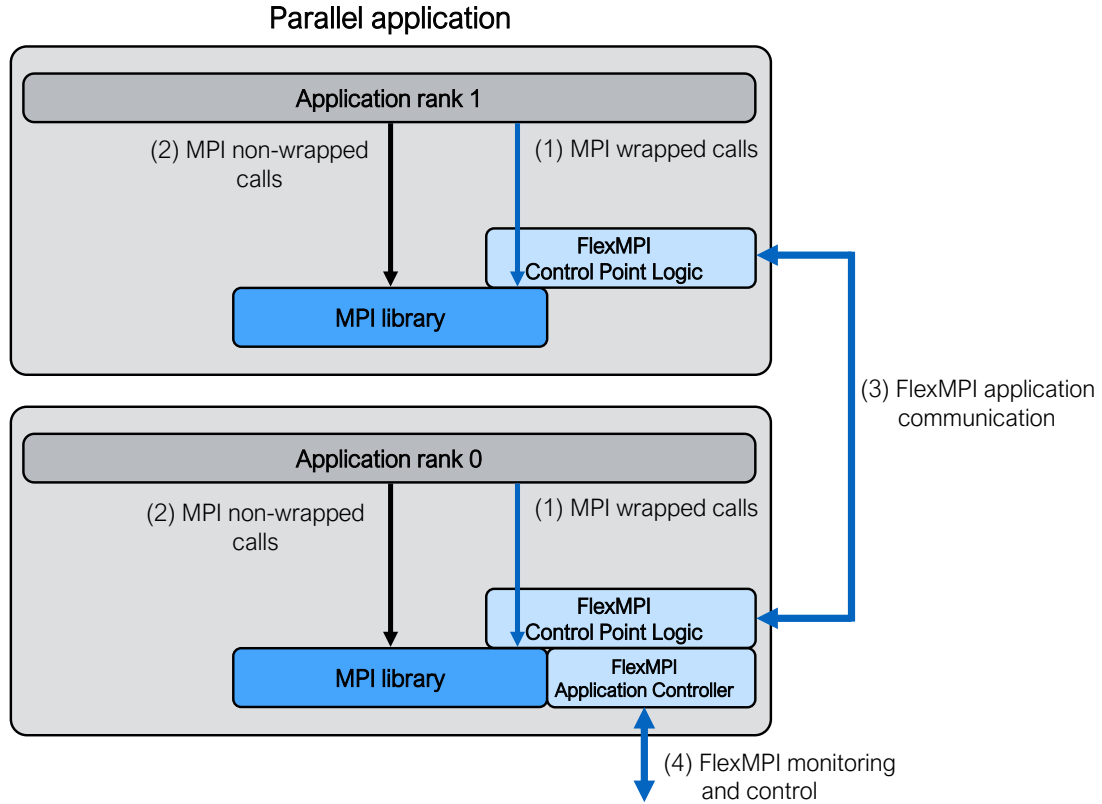 Parallel application
Application rank 1
(2) MPI non-wrapped
calls
(1) MPI wrapped calls
FlexMPI
Control Point Logic
MPI library
(3) FlexMPI application
communication
Application rank 0
(2) MPI non-wrapped
calls
(1) MPI wrapped calls
FlexMPI
Control Point Logic
MPI library
FlexMPI
Application Controller
(4) FlexMPI monitoring
and control